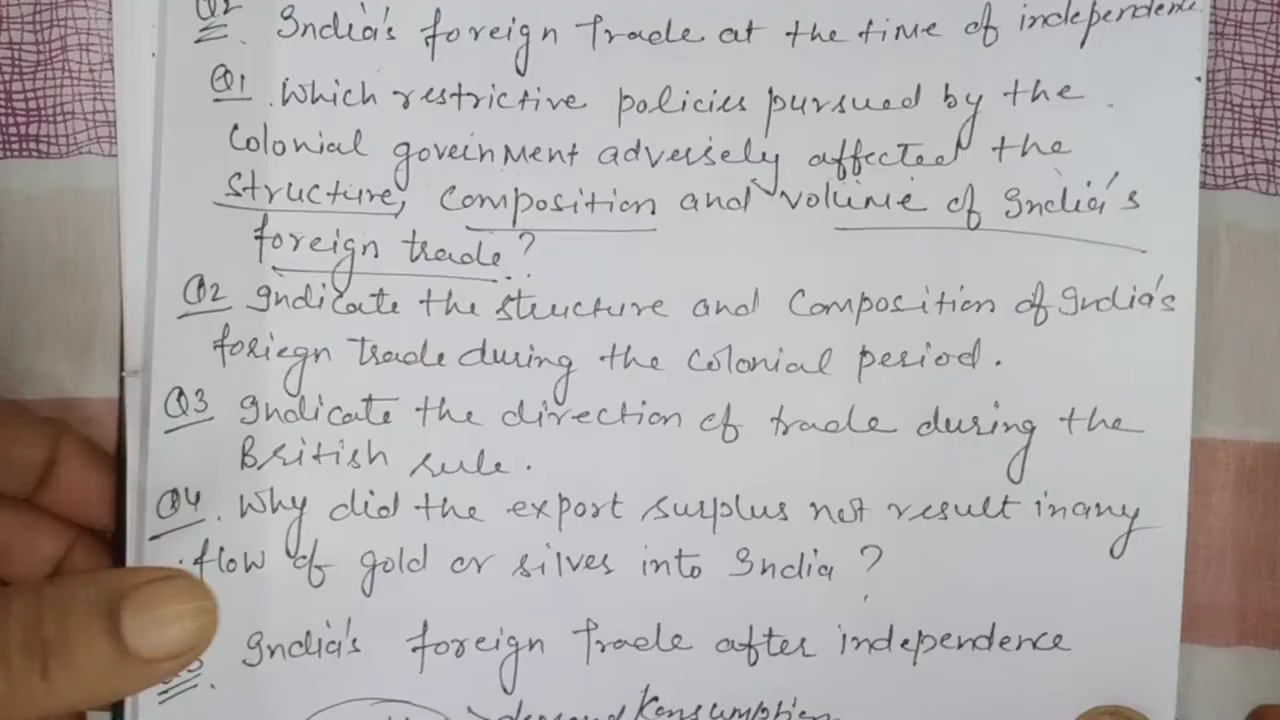 Q2. India's foreign trade at the time of independence
Q1. Which restrictive policies pursued by the
Colonial government adversely affected the
structure, composition and volume of India's
foreign trade?
Q2 Indicate the structure and Composition of India's
foriegn trade during the colonial period.
Q3 Indicate the direction of trade during the
British rule.
Q4. Why did the export surplus not result in any
flow of gold or silver into India?
India's foreign trade after independence
demand Konsumption